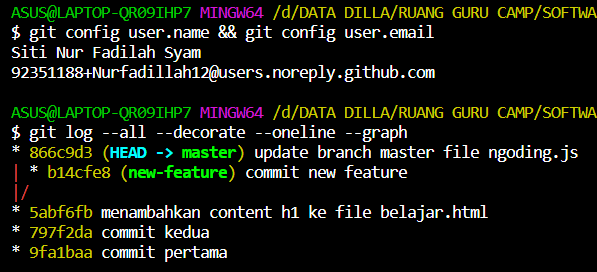 ASUS@LAPTOP-QR09IHP7 MINGW64 /d/DATA DILLA/RUANG GURU CAMP/SOFTWA
$ git config user.name && git config user.email
Siti Nur Fadilah Syam
92351188+Nurfadillah12@users.noreply.github.com
ASUS@LAPTOP-QR09IHP7 MINGW64 /d/DATA DILLA/RUANG GURU CAMP/SOFTWA
$ git log --all --decorate --oneline --graph
* 866c9d3 (HEAD -> master) update branch master file ngoding.js
| * b14cfe8 (new-feature) commit new feature
|/
* 5abf6fb menambahkan content h1 ke file belajar.html
* 797f2da commit kedua
* 9fa1baa commit pertama